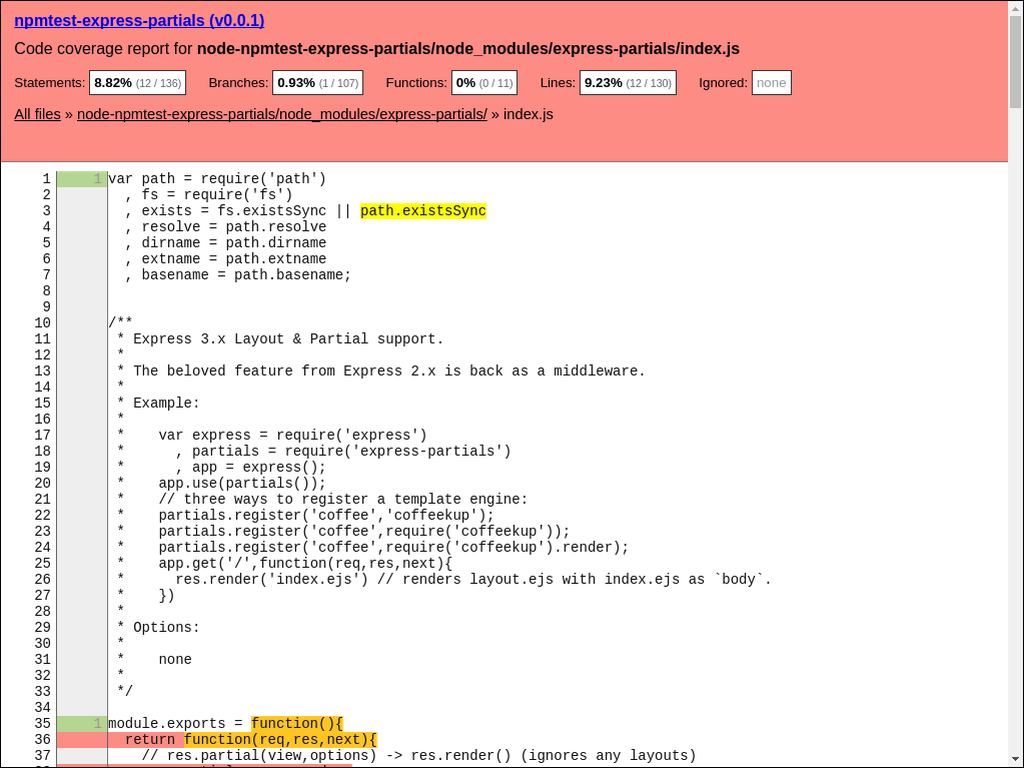 npmtest-express-partials (v0.0.1)
Code coverage report for node-npmtest-express-partials/node_modules/express-partials/index.js
Statements: 8.82% (12 / 136) Branches: 0.93% (1 / 107) Functions: 0% (0 / 11) Lines: 9.23% (12 / 130) Ignored: none
All files » node-npmtest-express-partials/node_modules/express-partials/ » index.js
1 1 var path = require('path')
2   , fs = require('fs')
3   , exists = fs.existsSync || path.existsSync
4   , resolve = path.resolve
5   , dirname = path.dirname
6   , extname = path.extname
7   , basename = path.basename;
8
9
10 /**
11  * Express 3.x Layout & Partial support.
12  *
13  * The beloved feature from Express 2.x is back as a middleware.
14  *
15  * Example:
16  *
17  *    var express = require('express')
18  *      , partials = require('express-partials')
19  *      , app = express();
20  *    app.use(partials());
21  *    // three ways to register a template engine:
22  *    partials.register('coffee','coffeekup');
23  *    partials.register('coffee',require('coffeekup'));
24  *    partials.register('coffee',require('coffeekup').render);
25  *    app.get('/',function(req,res,next){
26  *      res.render('index.ejs') // renders layout.ejs with index.ejs as `body`.
27  *    })
28  *
29  * Options:
30  *
31  *    none
32  *
33  */
34
35 1 module.exports = function(){
36   return function(req,res,next){
37     // res.partial(view,options) -> res.render() (ignores any layouts)